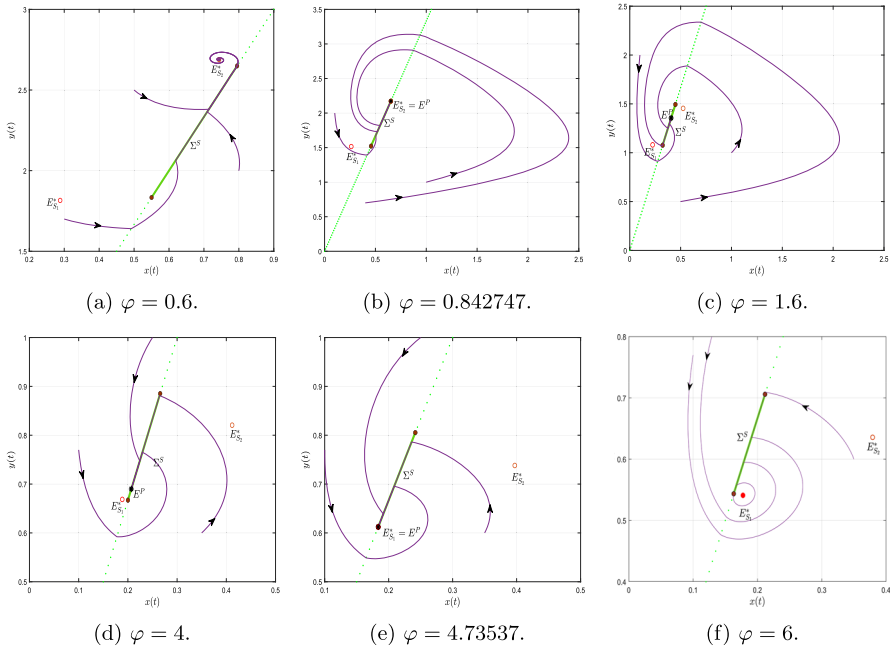 3
2.5
2
1.5
y(t)
0.2 0.3 0.4 0.5 0.6 0.7 0.8 0.9
x(t)
E*S2
ΣS
E*S1
(a) φ = 0.6.
3.5
3
2.5
2
1.5
1
0.5
0
y(t)
0 0.5 1 1.5 2 2.5
x(t)
E*S2 = EP
ΣS
E*S1
(b) φ = 0.842747.
2.5
2
1.5
1
0.5
0
y(t)
0 0.5 1 1.5 2 2.5
x(t)
EP
E*S2
ΣS
E*S1
(c) φ = 1.6.
1
0.9
0.8
0.7
0.6
0.5
y(t)
0 0.1 0.2 0.3 0.4 0.5
x(t)
E*S2
ΣS
E*S1
EP
(d) φ = 4.
1
0.9
0.8
0.7
0.6
0.5
y(t)
0.1 0.2 0.3 0.4 0.5
x(t)
ΣS
E*S2
E*S1 = EP
(e) φ = 4.73537.
0.8
0.7
0.6
0.5
0.4
y(t)
0 0.1 0.2 0.3 0.4
x(t)
ΣS
E*S2
E*S1
(f) φ = 6.